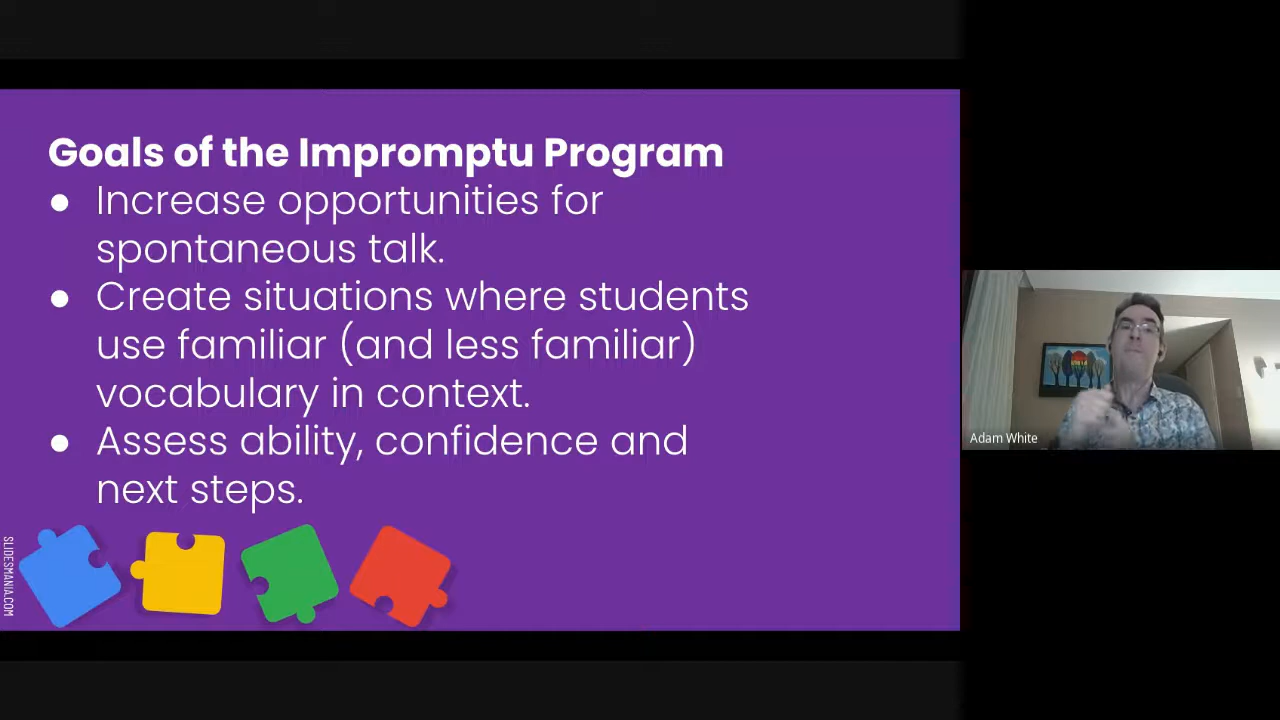 Goals of the Impromptu Program
● Increase opportunities for
spontaneous talk.
● Create situations where students
use familiar (and less familiar)
vocabulary in context.
● Assess ability, confidence and
next steps.
SLIDESMANIA.COM
Adam White